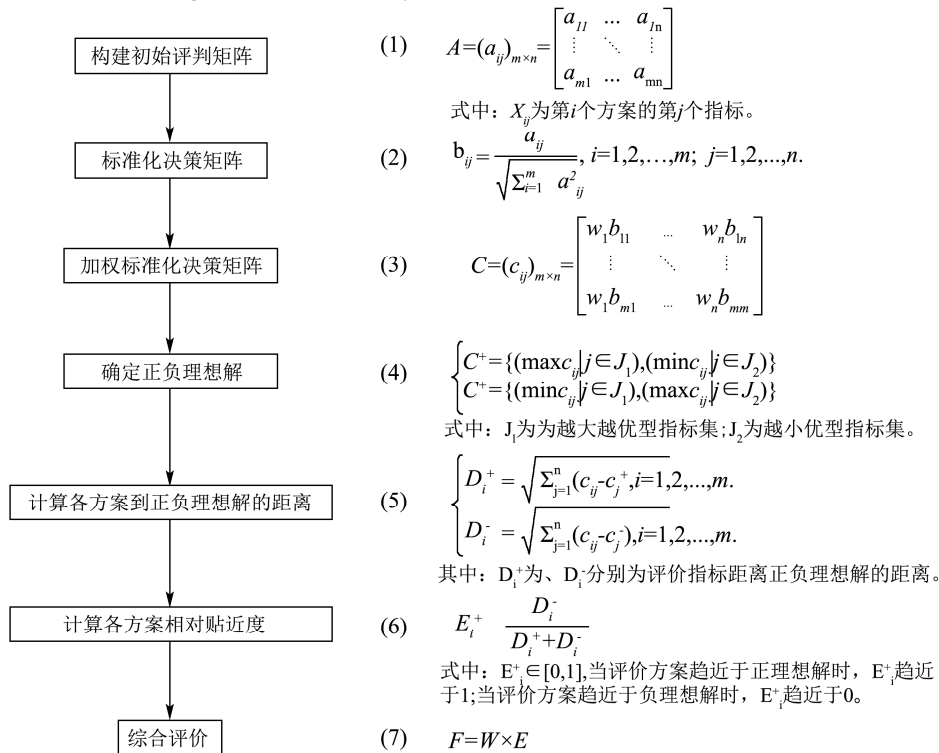 构建初始评判矩阵
(1) A=(a_ij)_m×n=[a_11 ... a_1n ⋮ ⋱ ⋮ a_m1 ... a_mn]
式中：X_ij为第i个方案的第j个指标。
标准化决策矩阵
(2) b_ij = a_ij / √Σ^m_i=1 a²_ij, i=1,2,...,m; j=1,2,...,n.
加权标准化决策矩阵
(3) C=(c_ij)_m×n=[w_1b_11 ... w_nb_1n ⋮ ⋱ ⋮ w_1b_m1 ... w_nb_mm]
确定正负理想解
(4) C⁺={(maxc_ij|j∈J_1),(minc_ij|j∈J_2)}
C⁺={(minc_ij|j∈J_1),(maxc_ij|j∈J_2)}
式中：J_1为为越大越优型指标集;J_2为越小优型指标集。
计算各方案到正负理想解的距离
(5) D_i⁺ = √Σ^n_j=1(c_ij-c_j⁺,i=1,2,...,m.
D_i⁻ = √Σ^n_j=1(c_ij-c_j⁻),i=1,2,...,m.
其中：D_i⁺为、D_i⁻分别为评价指标距离正负理想解的距离。
计算各方案相对贴近度
(6) E_i⁺ D_i⁻ / D_i⁺+D_i⁻
式中：E⁺_i∈[0,1],当评价方案趋近于正理想解时，E⁺_i趋近
于1;当评价方案趋近于负理想解时，E⁺_i趋近于0。
综合评价
(7) F=W×E